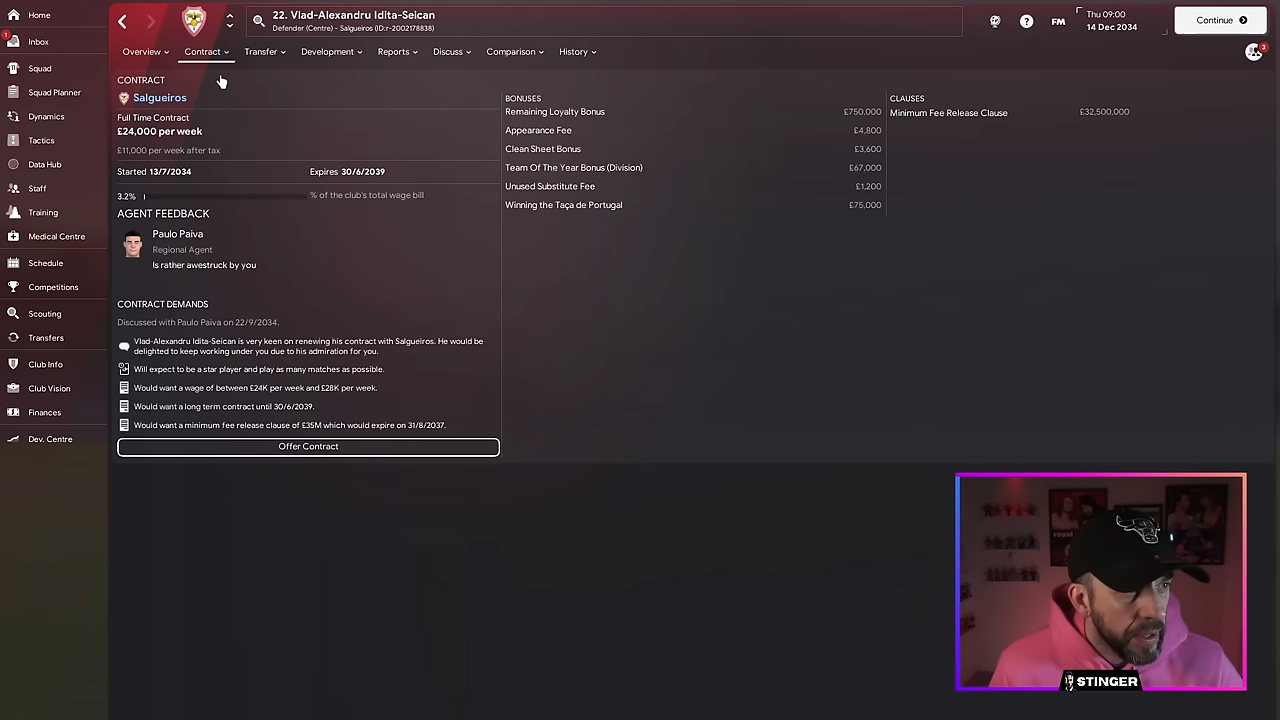 Home
Inbox
1
Squad
Squad Planner
Dynamics
Tactics
Data Hub
Staff
Training
Medical Centre
Schedule
Competitions
Scouting
Transfers
Club Info
Club Vision
Finances
Dev. Centre
22. Vlad-Alexandru Idita-Seican
Defender (Centre) - Salgueiros (ID:r-2002178838)
FM
Thu 09:00
14 Dec 2034
Continue
Overview
Contract
Transfer
Development
Reports
Discuss
Comparison
History
3
CONTRACT
Salgueiros
Full Time Contract
£24,000 per week
£11,000 per week after tax
Started 13/7/2034 Expires 30/6/2039
3.2% % of the club's total wage bill
AGENT FEEDBACK
Paulo Paiva
Regional Agent
Is rather awestruck by you
CONTRACT DEMANDS
Discussed with Paulo Paiva on 22/9/2034.
Vlad-Alexandru Idita-Seican is very keen on renewing his contract with Salgueiros. He would be
delighted to keep working under you due to his admiration for you.
Will expect to be a star player and play as many matches as possible.
Would want a wage of between £24K per week and £28K per week.
Would want a long term contract until 30/6/2039.
Would want a minimum fee release clause of £35M which would expire on 31/8/2037.
Offer Contract
BONUSES
Remaining Loyalty Bonus £750,000
Appearance Fee £4,800
Clean Sheet Bonus £3,600
Team Of The Year Bonus (Division) £67,000
Unused Substitute Fee £1,200
Winning the Taça de Portugal £75,000
CLAUSES
Minimum Fee Release Clause £32,500,000
STINGER